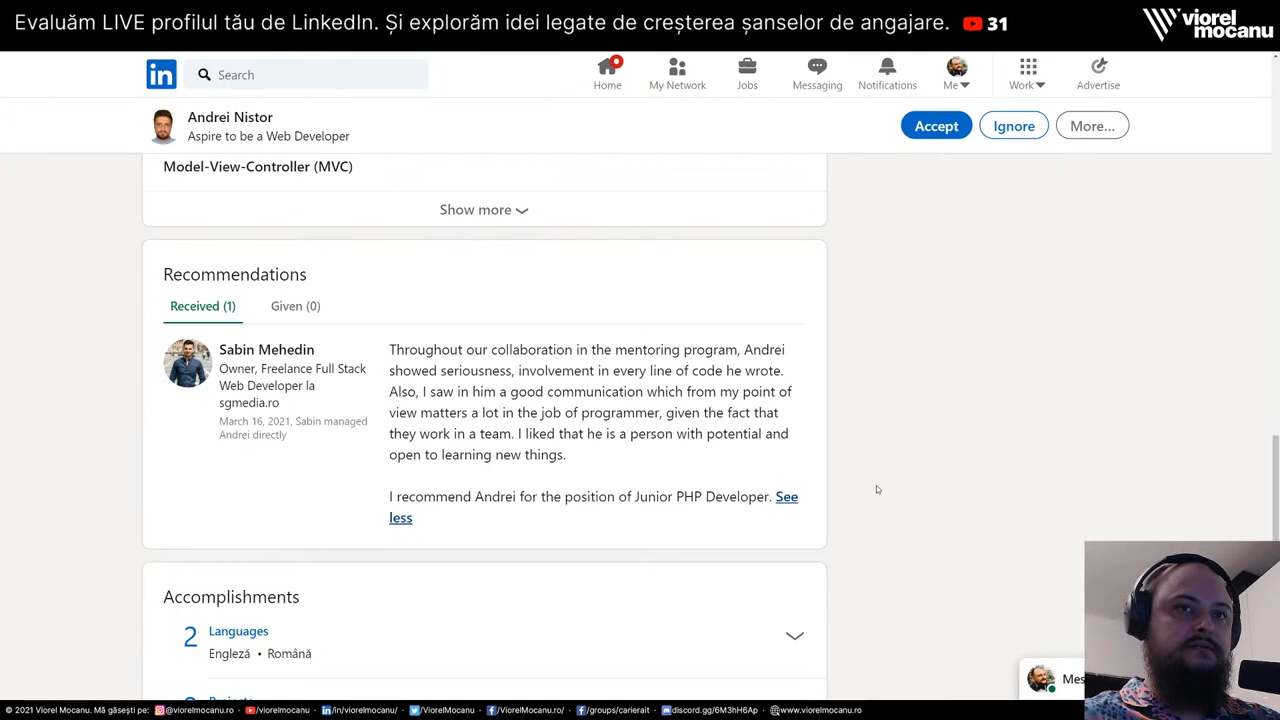 Evaluăm LIVE profilul tău de LinkedIn. Și explorăm idei legate de creșterea șanselor de angajare. 31
viorel
mocanu
in
Search
Home
My Network
Jobs
Messaging
Notifications
Me
Work
Advertise
Andrei Nistor
Aspire to be a Web Developer
Accept
Ignore
More...
Model-View-Controller (MVC)
Show more
Recommendations
Received (1)
Given (0)
Sabin Mehedin
Owner, Freelance Full Stack
Web Developer la
sgmedia.ro
March 16, 2021, Sabin managed
Andrei directly
Throughout our collaboration in the mentoring program, Andrei
showed seriousness, involvement in every line of code he wrote.
Also, I saw in him a good communication which from my point of
view matters a lot in the job of programmer, given the fact that
they work in a team. I liked that he is a person with potential and
open to learning new things.
I recommend Andrei for the position of Junior PHP Developer. See
less
Accomplishments
2 Languages
Engleză • Română
Mes
© 2021 Viorel Mocanu. Mă găsești pe: @viorelmocanu.ro - /viorelmocanu - /in/viorelmocanu/ - /ViorelMocanu - /ViorelMocanu.ro/ - /groups/carierait - discord.gg/6M3hH6Ap - www.viorelmocanu.ro